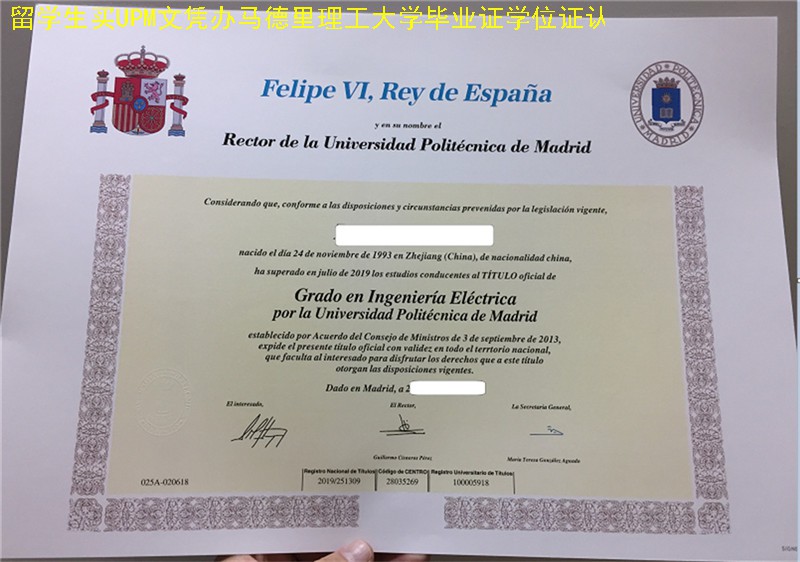 留学生买UPM文凭办马德里理工大学毕业证学位证认
Felipe VI, Rey de España
y en su nombre el
Rector de la Universidad Politécnica de Madrid
UNIVERSIDAD POLITECNICA
MADRID
Considerando que, conforme a las disposiciones y circunstancias prevenidas por la legislación vigente,
nacido el día 24 de noviembre de 1993 en Zhejiang (China), de nacionalidad china,
ha superado en julio de 2019 los estudios conducentes al TÍTULO oficial de
Grado en Ingeniería Eléctrica
por la Universidad Politécnica de Madrid
establecido por Acuerdo del Consejo de Ministros de 3 de septiembre de 2013,
expide el presente título oficial con validez en todo el terrtorio nacional,
que faculta al interesado para disfrutar los derechos que a este título
otorgan las disposiciones vigentes.
Dado en Madrid, a 2
El interesado, El Rector, La Secretaria General,
Guillermo Cisneros Pérez María Teresa González Aguado
Registro Nacional de Títulos Código de CENTRO Registro Universitario de Títulos
025A-020618 2019/251309 28035269 100005918